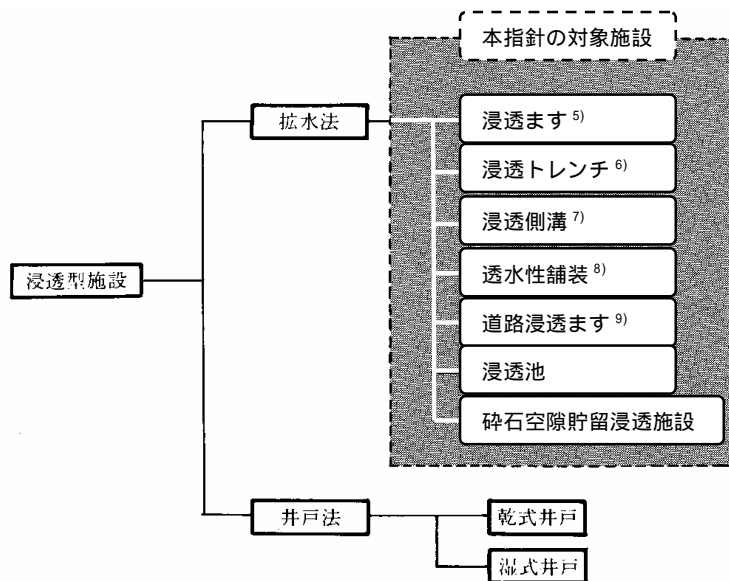 本指針の対象施設
拡水法
浸透ます 5)
浸透トレンチ 6)
浸透側溝 7)
透水性舗装 8)
道路浸透ます 9)
浸透池
砕石空隙貯留浸透施設
浸透型施設
井戸法
乾式井戸
湿式井戸